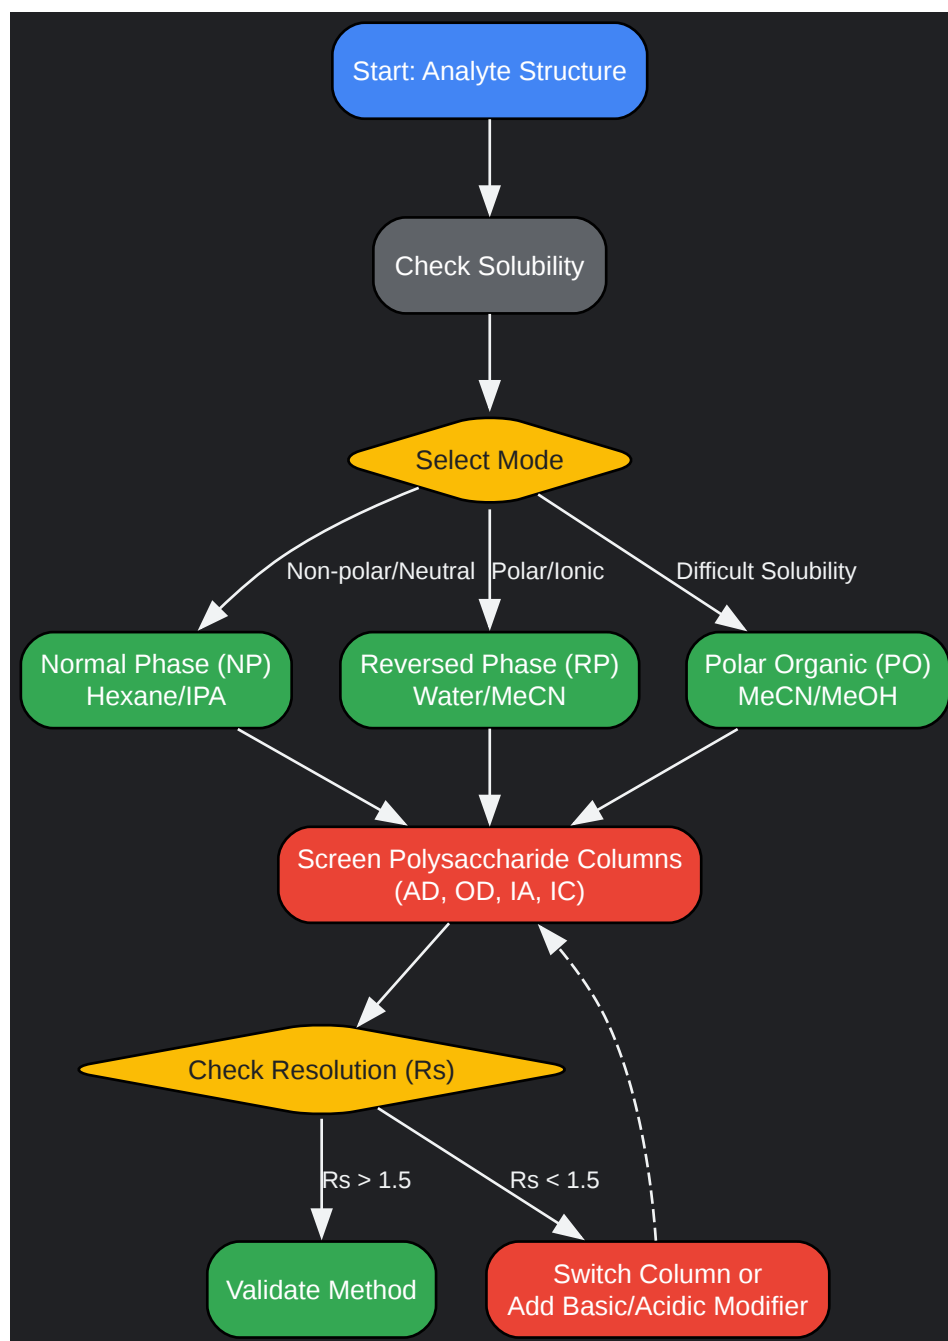 Start: Analyte Structure
Check Solubility
Select Mode
Non-polar/Neutral
Polar/Ionic
Difficult Solubility
Normal Phase (NP)
Hexane/IPA
Reversed Phase (RP)
Water/MeCN
Polar Organic (PO)
MeCN/MeOH
Screen Polysaccharide Columns
(AD, OD, IA, IC)
Check Resolution (Rs)
Rs > 1.5
Rs < 1.5
Validate Method
Switch Column or
Add Basic/Acidic Modifier